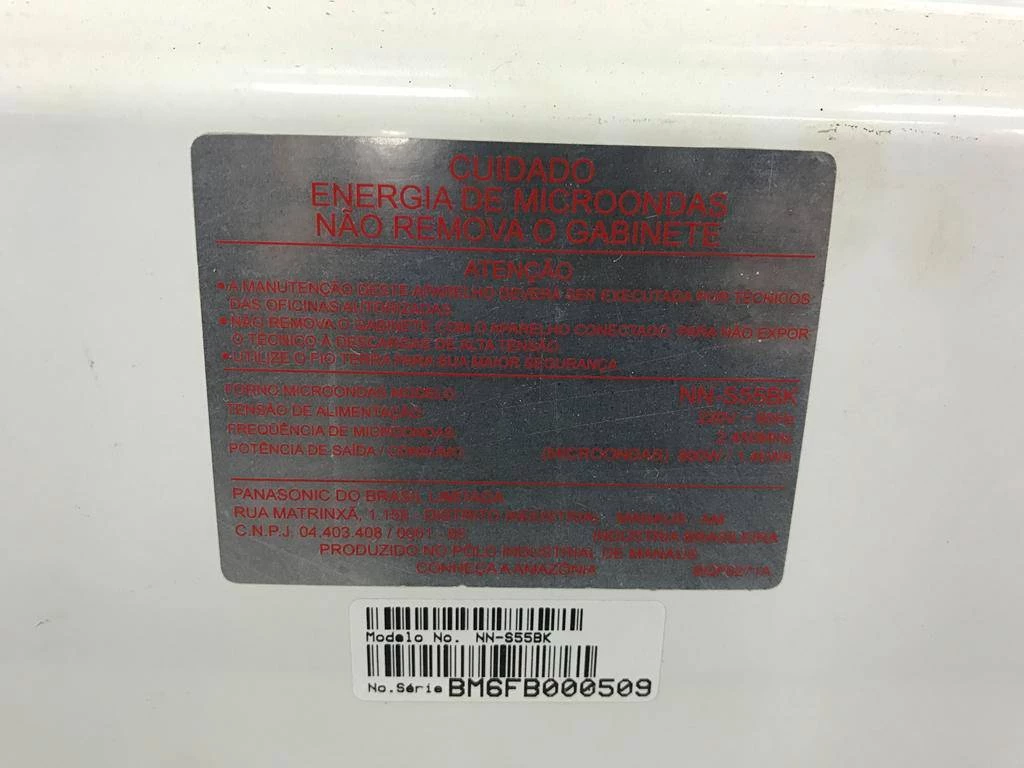 CUIDADO
ENERGIA DE MICROONDAS
NÃO REMOVA O GABINETE
ATENÇÃO
•A MANUTENÇÃO DESTE APARELHO DEVERÁ SER EXECUTADA POR TÉCNICOS
DAS OFICINAS AUTORIZADAS
•NÃO REMOVA O GABINETE COM O APARELHO CONECTADO, PARA NÃO EXPOR
O TÉCNICO À DESCARGAS DE ALTA TENSÃO
•UTILIZE O FIO TERRA PARA SUA MAIOR SEGURANÇA
FORNO MICROONDAS MODELO: NN-S55BK
TENSÃO DE ALIMENTAÇÃO:
FREQUÊNCIA DE MICROONDAS:
POTÊNCIA DE SAÍDA / CONSUMO: (MICROONDAS)
PANASONIC DO BRASIL LIMITADA
RUA MATRINXÃ, DISTRITO INDUSTRIAL - MANAUS - AM
C.N.P.J. INDÚSTRIA BRASILEIRA
PRODUZIDO NO PÓLO INDUSTRIAL DE MANAUS
CONHEÇA A AMAZÔNIA
Modelo No. NN-S55BK
No.Série BM6FB000509